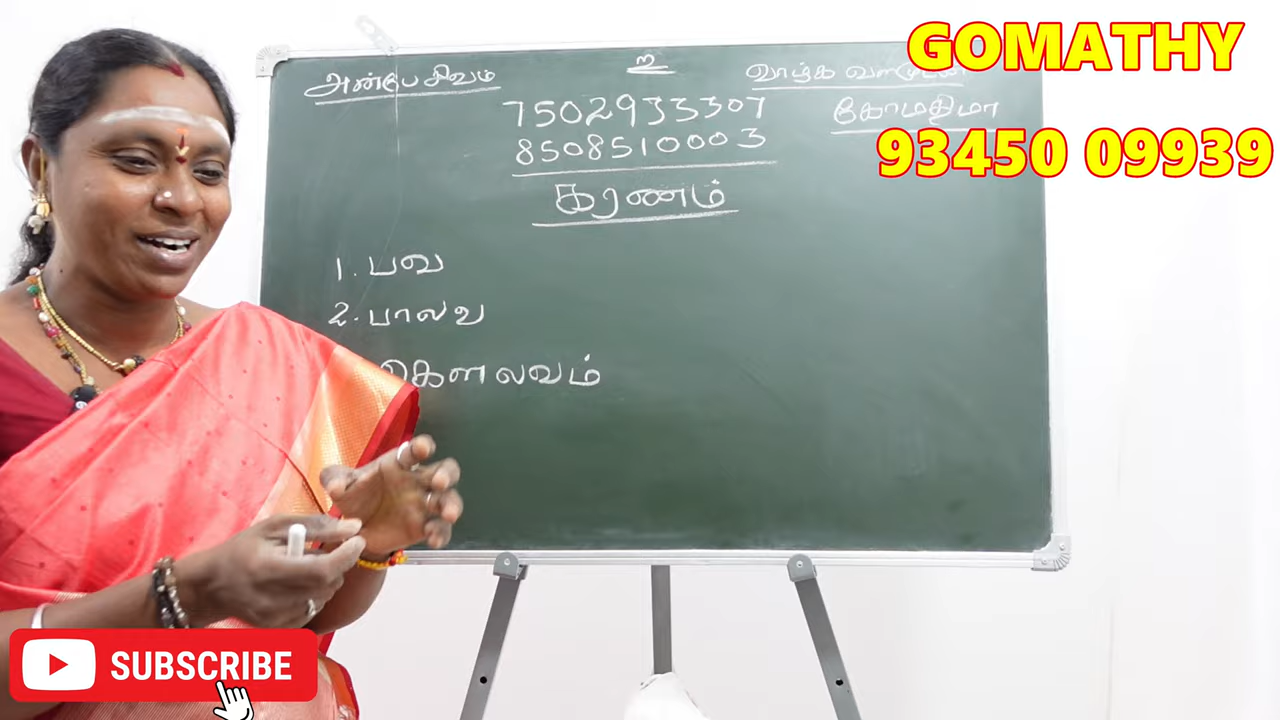 உ
அன்பே சிவம்
வாழ்க வளமுடன்
GOMATHY
7502933307
கோமதிமா
8508510003
93450 09939
கரணம்
1. பவ
2. பாலவ
கௌலவம்
SUBSCRIBE